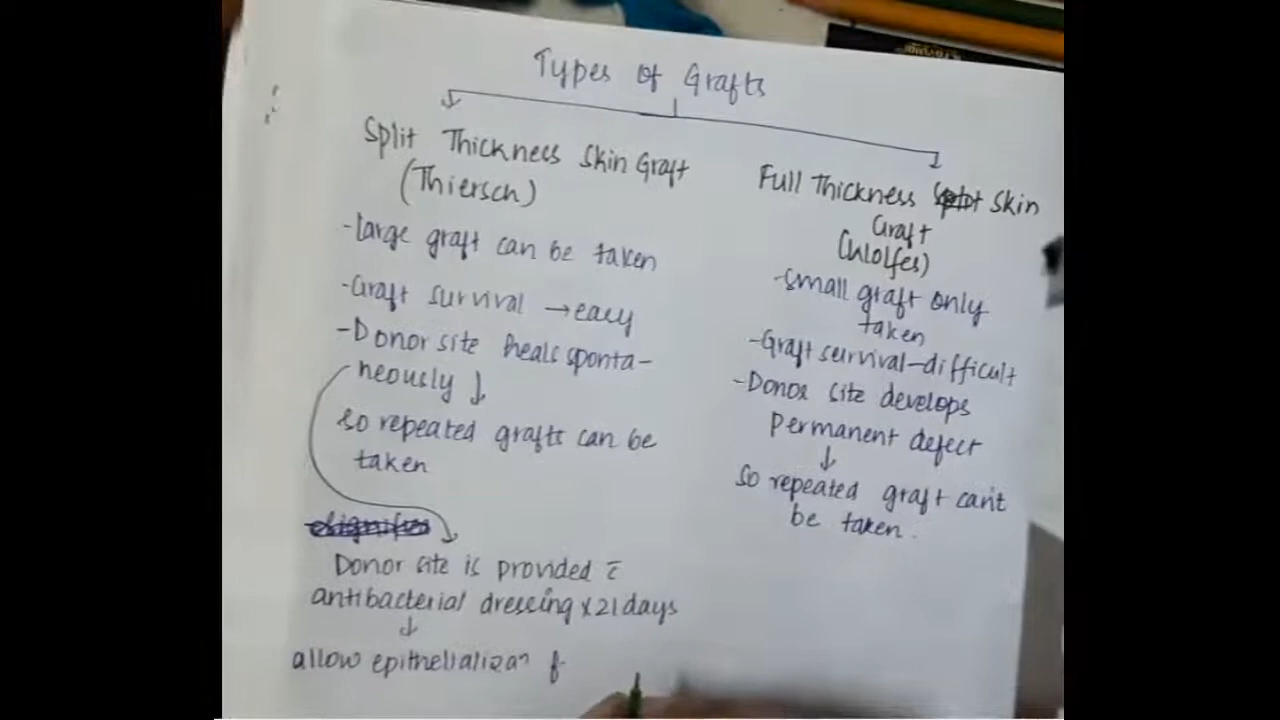 Types of Grafts
Split Thickness Skin Graft
(Thiersch)
-large graft can be taken
-Graft survival →easy
-Donor site heals sponta-
neously ↓
so repeated grafts can be
taken
Donor site is provided c̄
antibacterial dressing x 21 days
↓
allow epithelializaⁿ f
Full Thickness Skin
Graft
(Wolfes)
-small graft only
taken
-Graft survival-difficult
-Donor site develops
permanent defect
↓
so repeated graft can't
be taken.